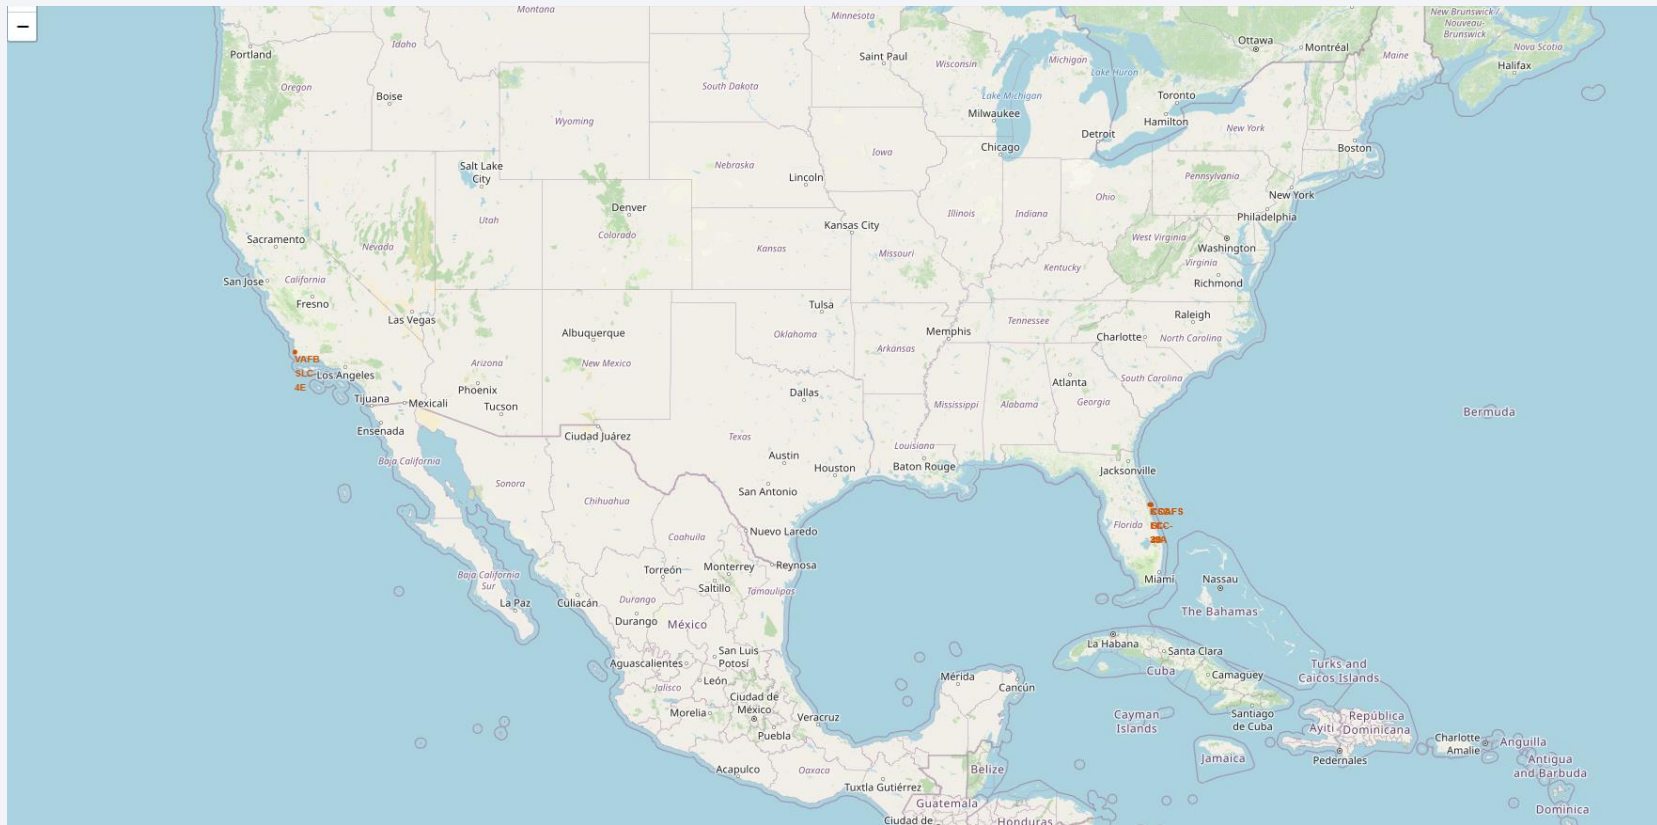 −
Montana
Minnesota
New Brunswick /
Nouveau-
Brunswick
Portland
Idaho
Saint Paul
Wisconsin
Michigan
Ottawa
Montréal
Maine
Nova Scotia
Halifax
Oregon
Boise
South Dakota
Lake Huron
Lake Michigan
Toronto
Wyoming
Milwaukee
Hamilton
Detroit
New York
Chicago
Boston
Iowa
Salt Lake
City
Nebraska
Lincoln
Pennsylvania
Ohio
New York
Denver
Utah
Colorado
Illinois
Indiana
Philadelphia
Kansas City
Sacramento
Nevada
Kansas
Missouri
West Virginia
Washington
Virginia
San Jose
California
Kentucky
Richmond
Fresno
Las Vegas
Tulsa
Raleigh
Albuquerque
Oklahoma
Memphis
Tennessee
Charlotte
North Carolina
VAFB
SLC-
4E
Los Angeles
Arizona
New Mexico
Arkansas
Phoenix
Dallas
Atlanta
South Carolina
Tijuana
Mexicali
Tucson
Mississippi
Alabama
Georgia
Bermuda
Ensenada
Ciudad Juárez
Texas
Louisiana
Baja California
Austin
Houston
Baton Rouge
Jacksonville
Sonora
Chihuahua
San Antonio
Florida
Nuevo Laredo
Coahuila
Torreón
Monterrey
Reynosa
Baja California
Sur
Saltillo
Tamaulipas
Miami
Nassau
La Paz
Culiacán
Durango
The Bahamas
Durango
México
La Habana
Santa Clara
Aguascalientes
San Luis
Potosí
Turks and
Caicos Islands
Jalisco
León
Mérida
Cancún
Cuba
Camaguey
Ciudad de
México
Morelia
Veracruz
Cayman
Islands
Santiago
de Cuba
República
Dominicana
Ayiti
Puebla
Charlotte
Amalie
Anguilla
Acapulco
Oaxaca
Belize
Jamaica
Pedernales
Antigua
and Barbuda
Tuxtla Gutiérrez
Guatemala
Dominica
Ciudad de
Honduras